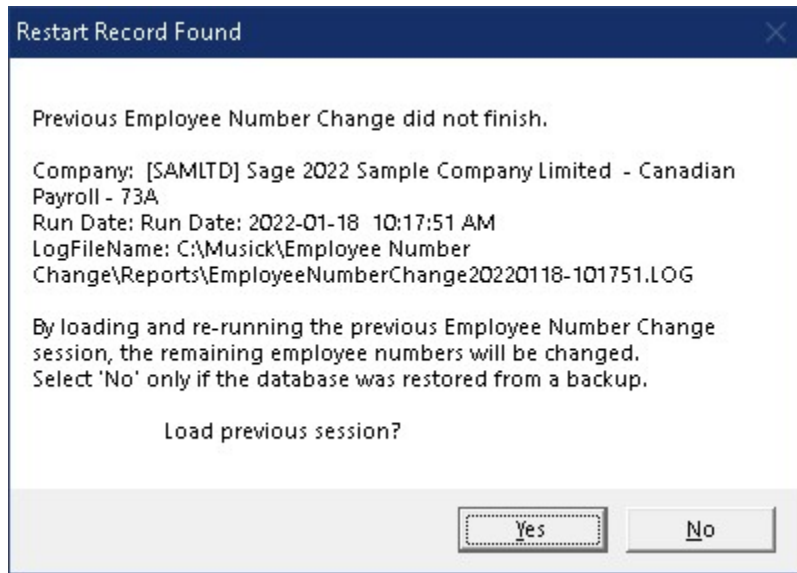 Restart Record Found
Previous Employee Number Change did not finish.
Company:  [SAMLTD] Sage 2022 Sample Company Limited  - Canadian
Payroll - 73A
Run Date: Run Date: 2022-01-18  10:17:51 AM
LogFileName: C:\Musick\Employee Number
Change\Reports\EmployeeNumberChange20220118-101751.LOG
By loading and re-running the previous Employee Number Change
session, the remaining employee numbers will be changed.
Select 'No' only if the database was restored from a backup.
Load previous session?
Yes
No